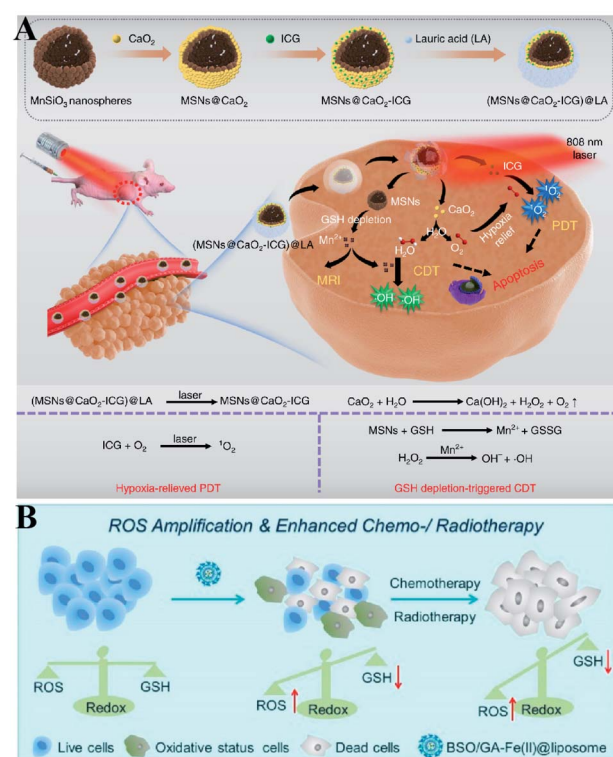 A
CaO₂
ICG
Lauric acid (LA)
MnSiO₃ nanospheres
MSNs@CaO₂
MSNs@CaO₂-ICG
(MSNs@CaO₂-ICG)@LA
808 nm
laser
ICG
¹O₂
¹O₂
MSNs
CaO₂
GSH depletion
H₂O
Hypoxia
relief
PDT
(MSNs@CaO₂-ICG)@LA
Mn²⁺
H₂O
O₂
MRI
CDT
Apoptosis
·OH ·OH
(MSNs@CaO₂-ICG)@LA laser MSNs@CaO₂-ICG
CaO₂ + H₂O Ca(OH)₂ + H₂O₂ + O₂ ↑
ICG + O₂ laser ¹O₂
MSNs + GSH Mn²⁺ + GSSG
H₂O₂ Mn²⁺ OH⁻ + ·OH
Hypoxia-relieved PDT
GSH depletion-triggered CDT
B
ROS Amplification & Enhanced Chemo-/ Radiotherapy
Chemotherapy
Radiotherapy
ROS GSH
Redox
ROS GSH
Redox
ROS GSH
Redox
Live cells Oxidative status cells Dead cells BSO/GA-Fe(II)@liposome